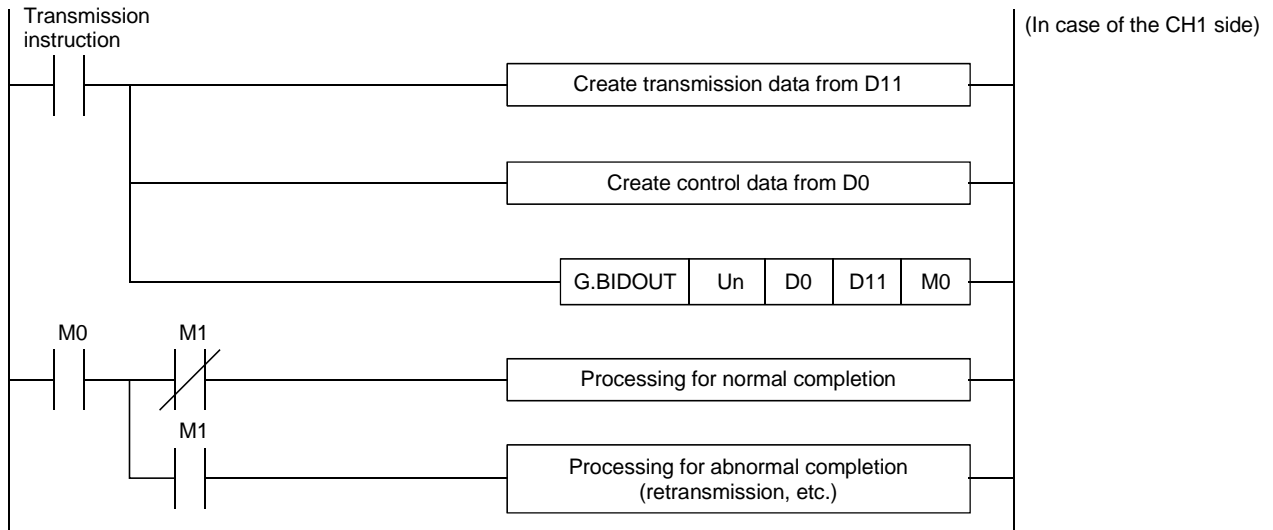 Transmission
instruction
(In case of the CH1 side)
Create transmission data from D11
Create control data from D0
G.BIDOUT Un D0 D11 M0
M0 M1
Processing for normal completion
M1
Processing for abnormal completion
(retransmission, etc.)